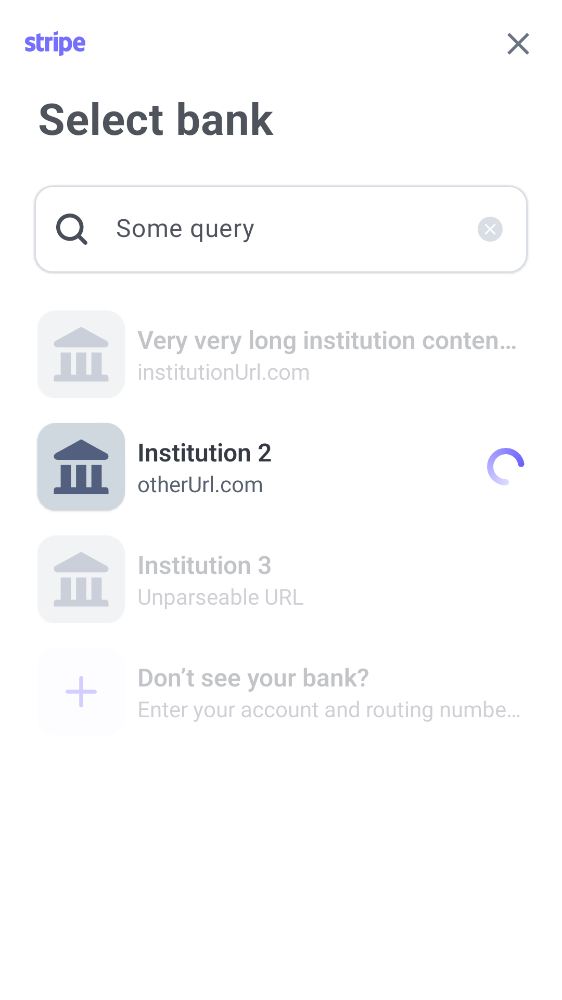 stripe
Select bank
Some query
Very very long institution conten...
institutionUrl.com
Institution 2
otherUrl.com
Institution 3
Unparseable URL
Don’t see your bank?
Enter your account and routing numbe...